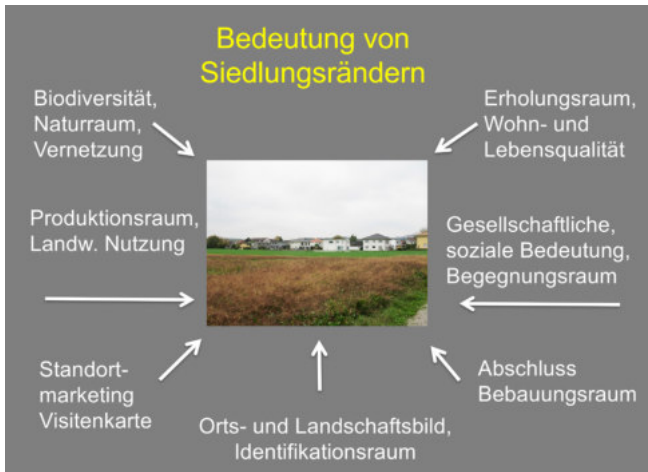 Bedeutung von
Siedlungsrändern
Biodiversität,
Naturraum,
Vernetzung
Erholungsraum,
Wohn- und
Lebensqualität
Produktionsraum,
Landw. Nutzung
Gesellschaftliche,
soziale Bedeutung,
Begegnungsraum
Standort-
marketing
Visitenkarte
Orts- und Landschaftsbild,
Identifikationsraum
Abschluss
Bebauungsraum